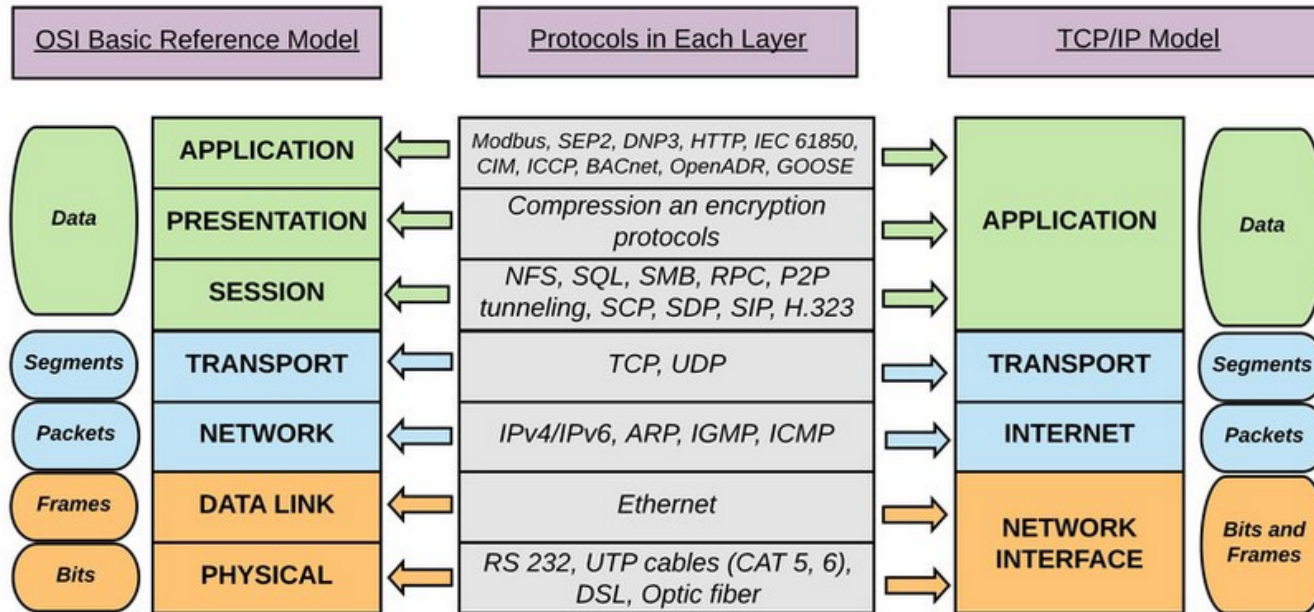 OSI Basic Reference Model
Protocols in Each Layer
TCP/IP Model
Data
APPLICATION
Modbus, SEP2, DNP3, HTTP, IEC 61850,
CIM, ICCP, BACnet, OpenADR, GOOSE
PRESENTATION
Compression an encryption
protocols
SESSION
NFS, SQL, SMB, RPC, P2P
tunneling, SCP, SDP, SIP, H.323
APPLICATION
Data
Segments
TRANSPORT
TCP, UDP
TRANSPORT
Segments
Packets
NETWORK
IPv4/IPv6, ARP, IGMP, ICMP
INTERNET
Packets
Frames
DATA LINK
Ethernet
Bits
PHYSICAL
RS 232, UTP cables (CAT 5, 6),
DSL, Optic fiber
NETWORK
INTERFACE
Bits and
Frames